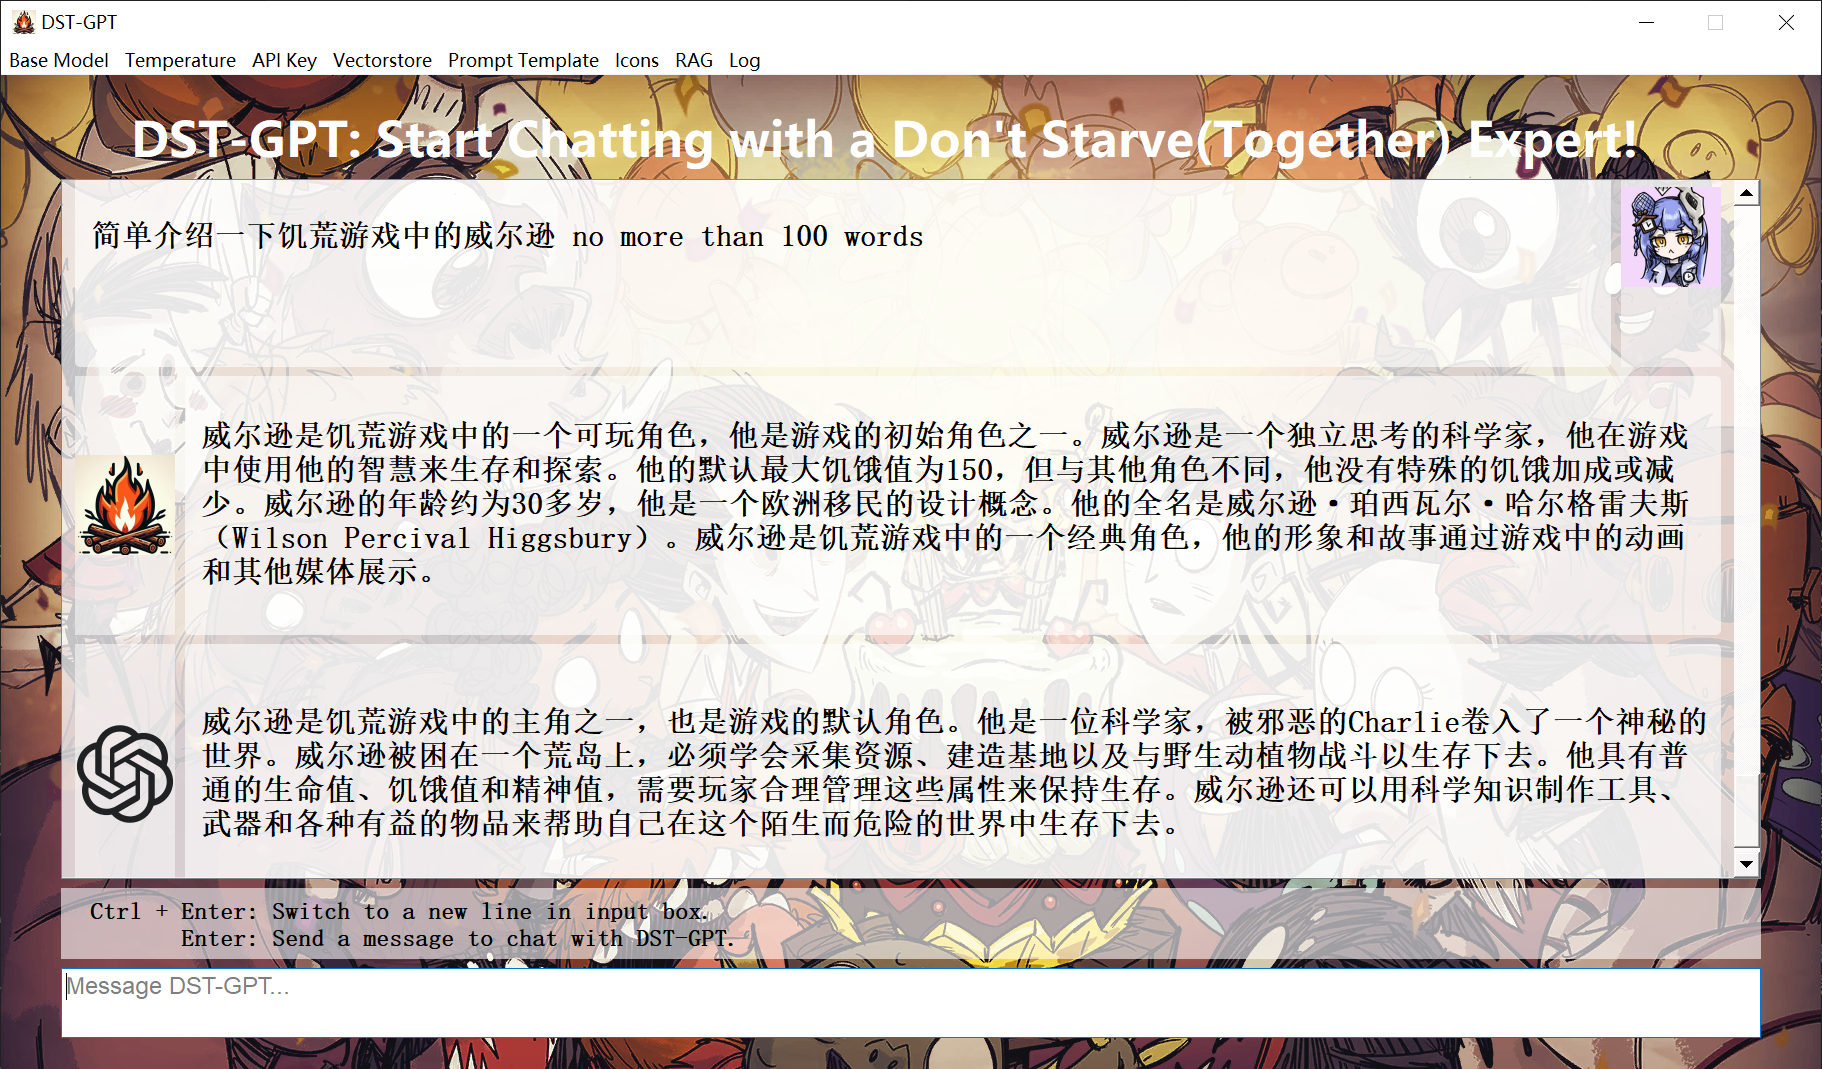 DST-GPT
Base Model Temperature API Key Vectorstore Prompt Template Icons RAG Log
DST-GPT: Start Chatting with a Don't Starve(Together) Expert!
简单介绍一下饥荒游戏中的威尔逊 no more than 100 words
威尔逊是饥荒游戏中的一个可玩角色，他是游戏的初始角色之一。威尔逊是一个独立思考的科学家，他在游戏
中使用他的智慧来生存和探索。他的默认最大饥饿值为150，但与其他角色不同，他没有特殊的饥饿加成或减
少。威尔逊的年龄约为30多岁，他是一个欧洲移民的设计概念。他的全名是威尔逊·珀西瓦尔·哈尔格雷夫斯
（Wilson Percival Higgsbury）。威尔逊是饥荒游戏中的一个经典角色，他的形象和故事通过游戏中的动画
和其他媒体展示。
威尔逊是饥荒游戏中的主角之一，也是游戏的默认角色。他是一位科学家，被邪恶的Charlie卷入了一个神秘的
世界。威尔逊被困在一个荒岛上，必须学会采集资源、建造基地以及与野生动植物战斗以生存下去。他具有普
通的生命值、饥饿值和精神值，需要玩家合理管理这些属性来保持生存。威尔逊还可以用科学知识制作工具、
武器和各种有益的物品来帮助自己在这个陌生而危险的世界中生存下去。
Ctrl + Enter: Switch to a new line in input box.
Enter: Send a message to chat with DST-GPT.
Message DST-GPT...